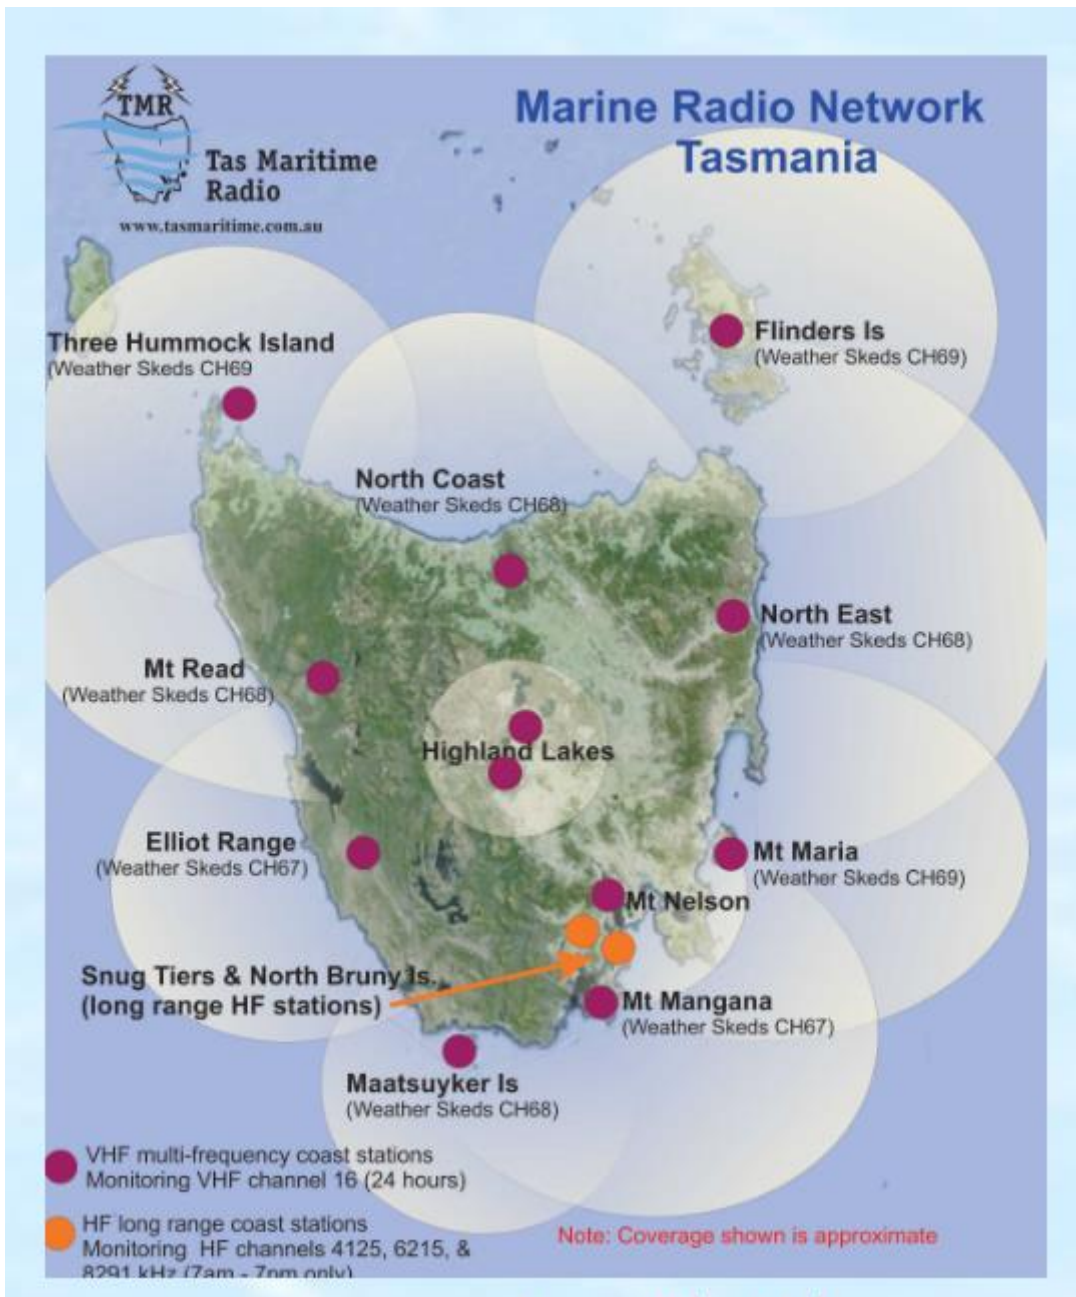 TMR
Tas Maritime
Radio
www.tasmaritime.com.au
Marine Radio Network
Tasmania
Three Hummock Island
(Weather Skeds CH69
Flinders Is
(Weather Skeds CH69)
North Coast
(Weather Skeds CH68)
North East
(Weather Skeds CH68)
Mt Read
(Weather Skeds CH68)
Highland Lakes
Elliot Range
(Weather Skeds CH67)
Mt Maria
(Weather Skeds CH69)
Mt Nelson
Snug Tiers & North Bruny Is.
(long range HF stations)
Mt Mangana
(Weather Skeds CH67)
Maatsuyker Is
(Weather Skeds CH68)
VHF multi-frequency coast stations
Monitoring VHF channel 16 (24 hours)
HF long range coast stations
Monitoring HF channels 4125, 6215, &
8291 kHz (7am - 7pm only)
Note: Coverage shown is approximate